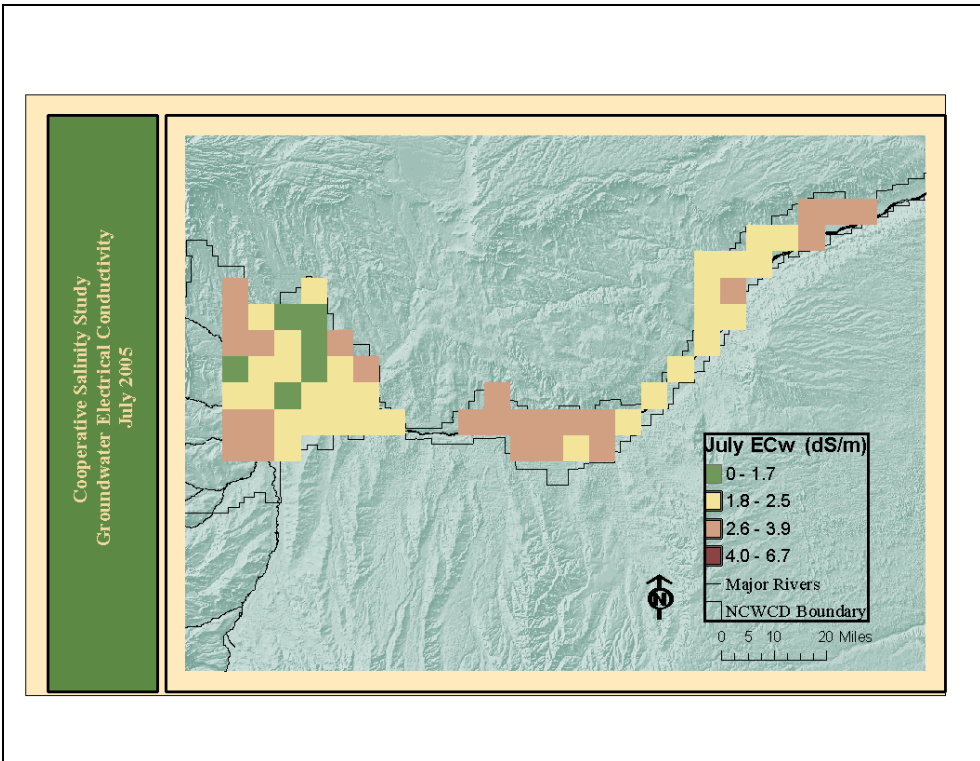 Cooperative Salinity Study
Groundwater Electrical Conductivity
July 2005
July ECw (dS/m)
0 - 1.7
1.8 - 2.5
2.6 - 3.9
4.0 - 6.7
Major Rivers
NCWCD Boundary
N
0 5 10 20 Miles